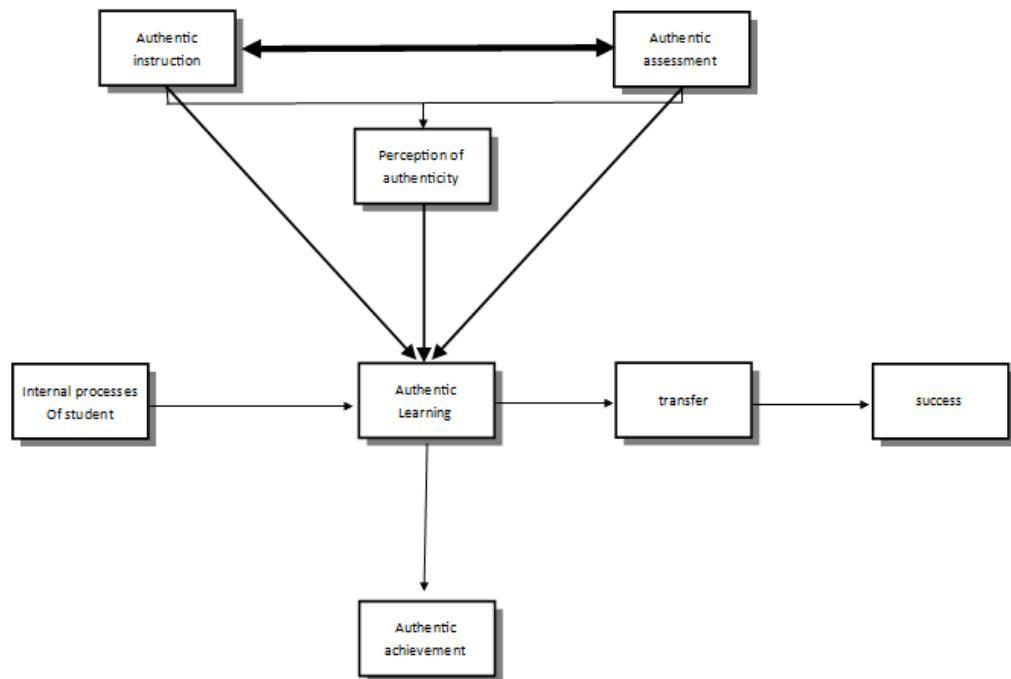 Authentic
instruction
Authentic
assessment
Perception of
authenticity
Internal processes
Of student
Authentic
Learning
transfer
success
Authentic
achievement